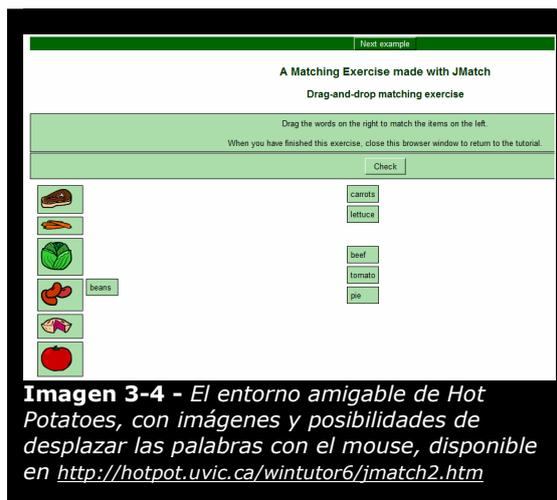 Next example
A Matching Exercise made with JMatch
Drag-and-drop matching exercise
Drag the words on the right to match the items on the left.
When you have finished this exercise, close this browser window to return to the tutorial.
Check
carrots
lettuce
beef
beans
tomato
pie
Imagen 3-4 - El entorno amigable de Hot
Potatoes, con imágenes y posibilidades de
desplazar las palabras con el mouse, disponible
en http://hotpot.uvic.ca/wintutor6/jmatch2.htm